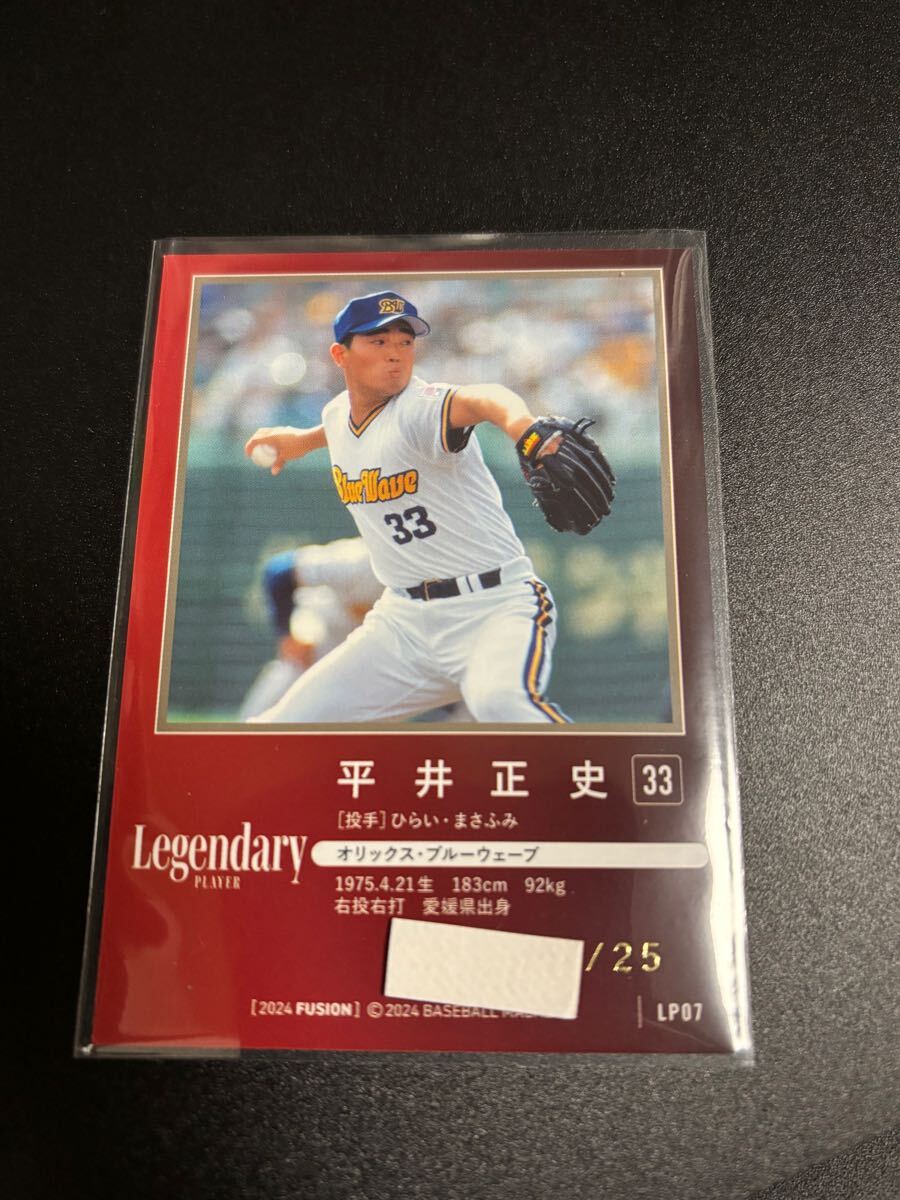 BW
BlueWave
33
平井正史 33
[投手]ひらい・まさふみ
Legendary
PLAYER
オリックス・ブルーウェーブ
1975.4.21生 183cm 92kg
右投右打 愛媛県出身
/25
[2024 FUSION] ©2024 BASEBALL
LP07